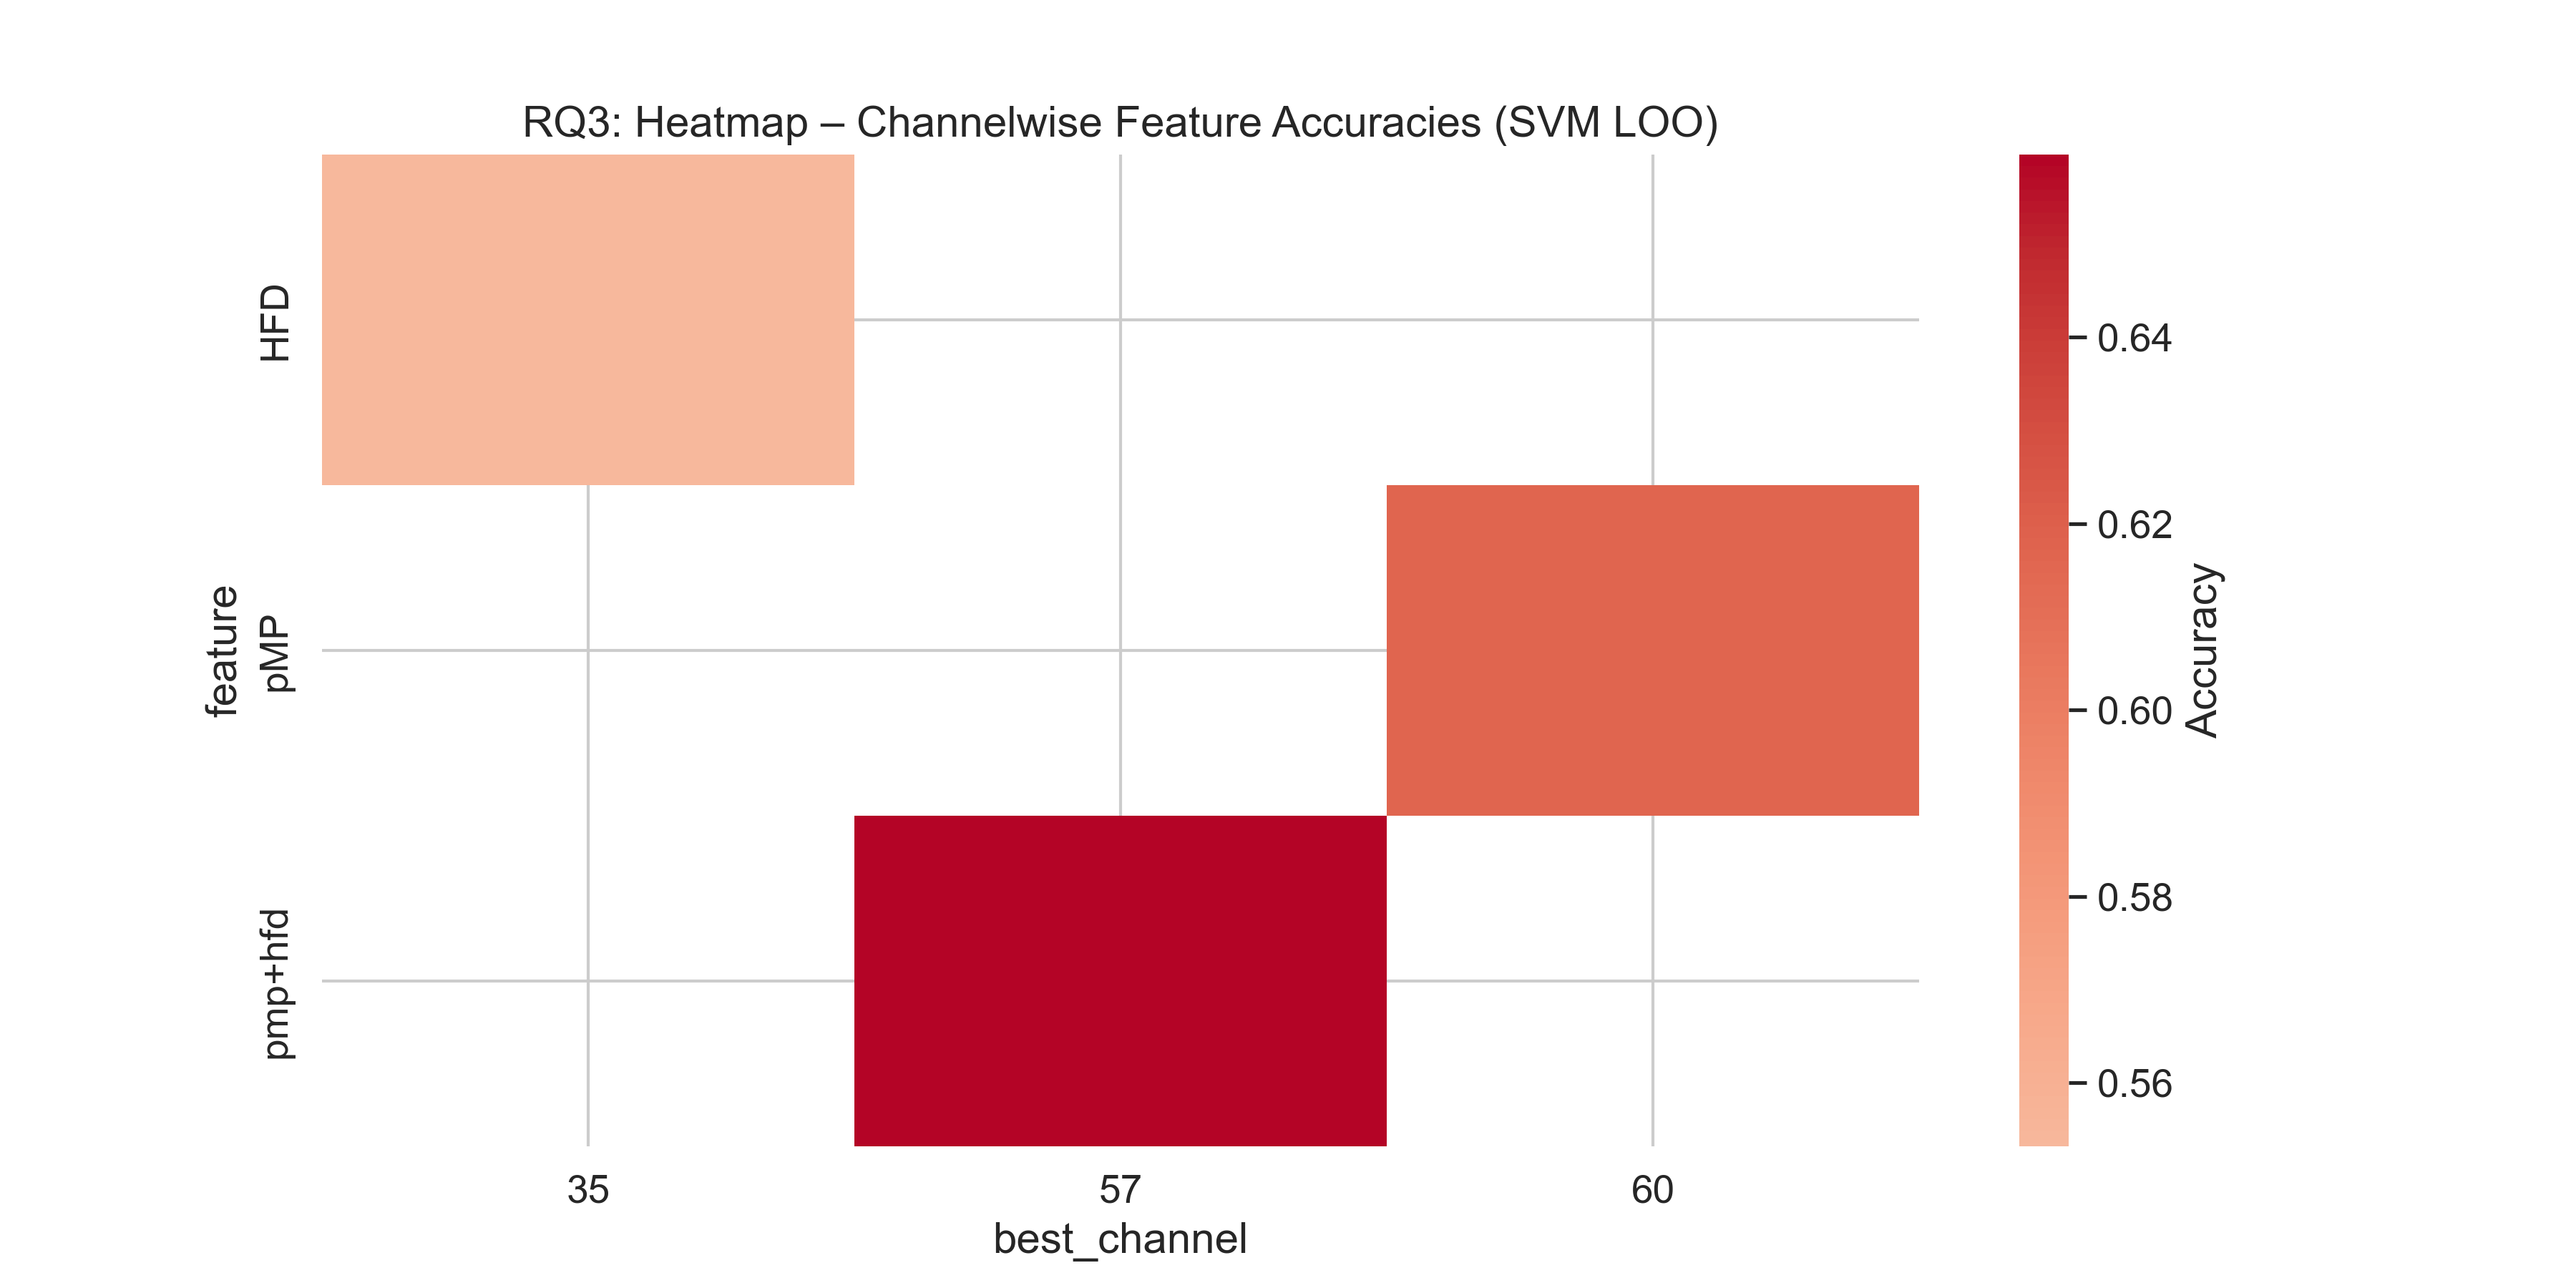 RQ3: Heatmap – Channelwise Feature Accuracies (SVM LOO)
feature
HFD
pMP
pmp+hfd
35
57
60
best_channel
0.64
0.62
0.60
0.58
0.56
Accuracy